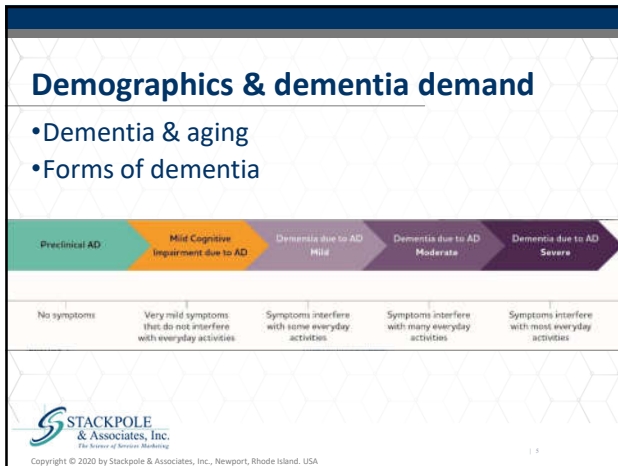 Demographics & dementia demand
•Dementia & aging
•Forms of dementia
Preclinical AD
Mild Cognitive
Impairment due to AD
Dementia due to AD
Mild
Dementia due to AD
Moderate
Dementia due to AD
Severe
No symptoms
Very mild symptoms
that do not interfere
with everyday activities
Symptoms interfere
with some everyday
activities
Symptoms interfere
with many everyday
activities
Symptoms interfere
with most everyday
activities
STACKPOLE
& Associates, Inc.
The Science of Services Marketing
Copyright © 2020 by Stackpole & Associates, Inc., Newport, Rhode Island. USA